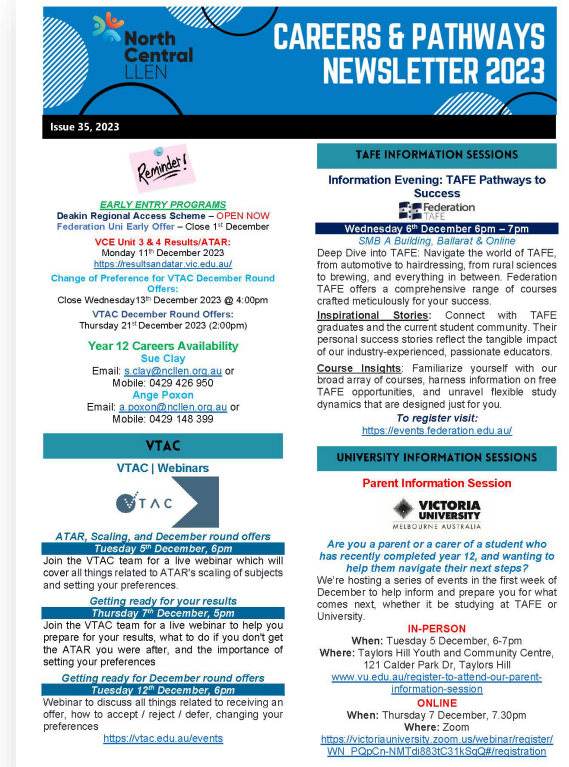 North
Central
LLEN
CAREERS & PATHWAYS
NEWSLETTER 2023
Issue 35, 2023
Reminder!
EARLY ENTRY PROGRAMS
Deakin Regional Access Scheme – OPEN NOW
Federation Uni Early Offer – Close 1st December
VCE Unit 3 & 4 Results/ATAR:
Monday 11th December 2023
https://resultsandatar.vic.edu.au/
Change of Preference for VTAC December Round
Offers:
Close Wednesday13th December 2023 @ 4:00pm
VTAC December Round Offers:
Thursday 21st December 2023 (2:00pm)
Year 12 Careers Availability
Sue Clay
Email: s.clay@ncllen.org.au or
Mobile: 0429 426 950
Ange Poxon
Email: a.poxon@ncllen.org.au or
Mobile: 0429 148 399
VTAC
VTAC | Webinars
VTAC
ATAR, Scaling, and December round offers
Tuesday 5th December, 6pm
Join the VTAC team for a live webinar which will
cover all things related to ATAR's scaling of subjects
and setting your preferences.
Getting ready for your results
Thursday 7th December, 5pm
Join the VTAC team for a live webinar to help you
prepare for your results, what to do if you don't get
the ATAR you were after, and the importance of
setting your preferences
Getting ready for December round offers
Tuesday 12th December, 6pm
Webinar to discuss all things related to receiving an
offer, how to accept / reject / defer, changing your
preferences
https://vtac.edu.au/events
TAFE INFORMATION SESSIONS
Information Evening: TAFE Pathways to
Success
Federation
TAFE
Wednesday 6th December 6pm – 7pm
SMB A Building, Ballarat & Online
Deep Dive into TAFE: Navigate the world of TAFE,
from automotive to hairdressing, from rural sciences
to brewing, and everything in between. Federation
TAFE offers a comprehensive range of courses
crafted meticulously for your success.
Inspirational Stories: Connect with TAFE
graduates and the current student community. Their
personal success stories reflect the tangible impact
of our industry-experienced, passionate educators.
Course Insights: Familiarize yourself with our
broad array of courses, harness information on free
TAFE opportunities, and unravel flexible study
dynamics that are designed just for you.
To register visit:
https://events.federation.edu.au/
UNIVERSITY INFORMATION SESSIONS
Parent Information Session
VICTORIA
UNIVERSITY
MELBOURNE AUSTRALIA
Are you a parent or a carer of a student who
has recently completed year 12, and wanting to
help them navigate their next steps?
We're hosting a series of events in the first week of
December to help inform and prepare you for what
comes next, whether it be studying at TAFE or
University.
IN-PERSON
When: Tuesday 5 December, 6-7pm
Where: Taylors Hill Youth and Community Centre,
121 Calder Park Dr, Taylors Hill
www.vu.edu.au/register-to-attend-our-parent-
information-session
ONLINE
When: Thursday 7 December, 7.30pm
Where: Zoom
https://victoriauniversity.zoom.us/webinar/register/
WN_PQpCn-NMTdi883tC31kSqQ#/registration